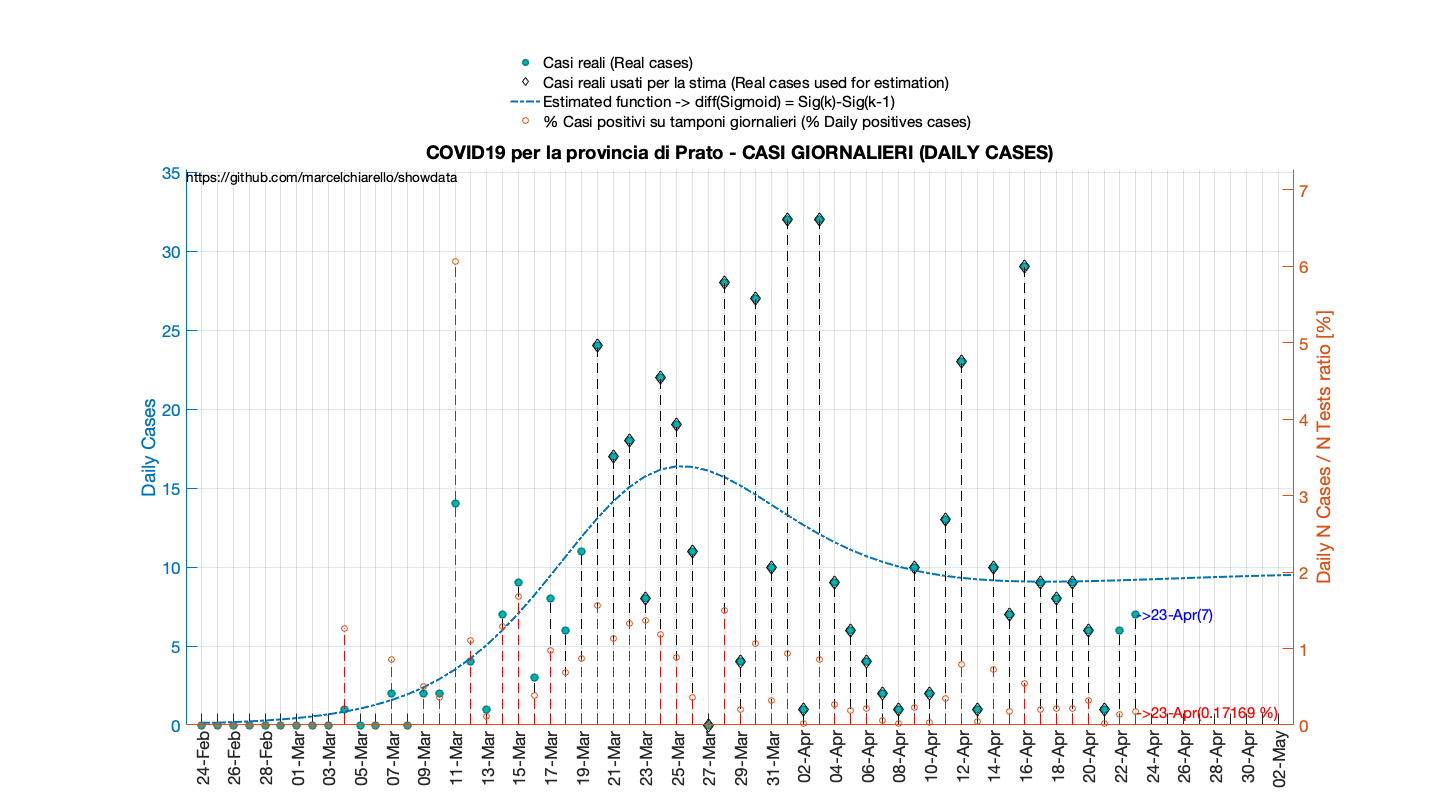 Casi reali (Real cases)
Casi reali usati per la stima (Real cases used for estimation)
Estimated function -> diff(Sigmoid) = Sig(k)-Sig(k-1)
% Casi positivi su tamponi giornalieri (% Daily positives cases)
COVID19 per la provincia di Prato - CASI GIORNALIERI (DAILY CASES)
https://github.com/marcelchiarello/showdata
Daily Cases
35
30
25
20
15
10
5
0
7
6
5
4
3
2
1
0
Daily N Cases / N Tests ratio [%]
->23-Apr(7)
->23-Apr(0.17169 %)
24-Feb
26-Feb
28-Feb
01-Mar
03-Mar
05-Mar
07-Mar
09-Mar
11-Mar
13-Mar
15-Mar
17-Mar
19-Mar
21-Mar
23-Mar
25-Mar
27-Mar
29-Mar
31-Mar
02-Apr
04-Apr
06-Apr
08-Apr
10-Apr
12-Apr
14-Apr
16-Apr
18-Apr
20-Apr
22-Apr
24-Apr
26-Apr
28-Apr
30-Apr
02-May